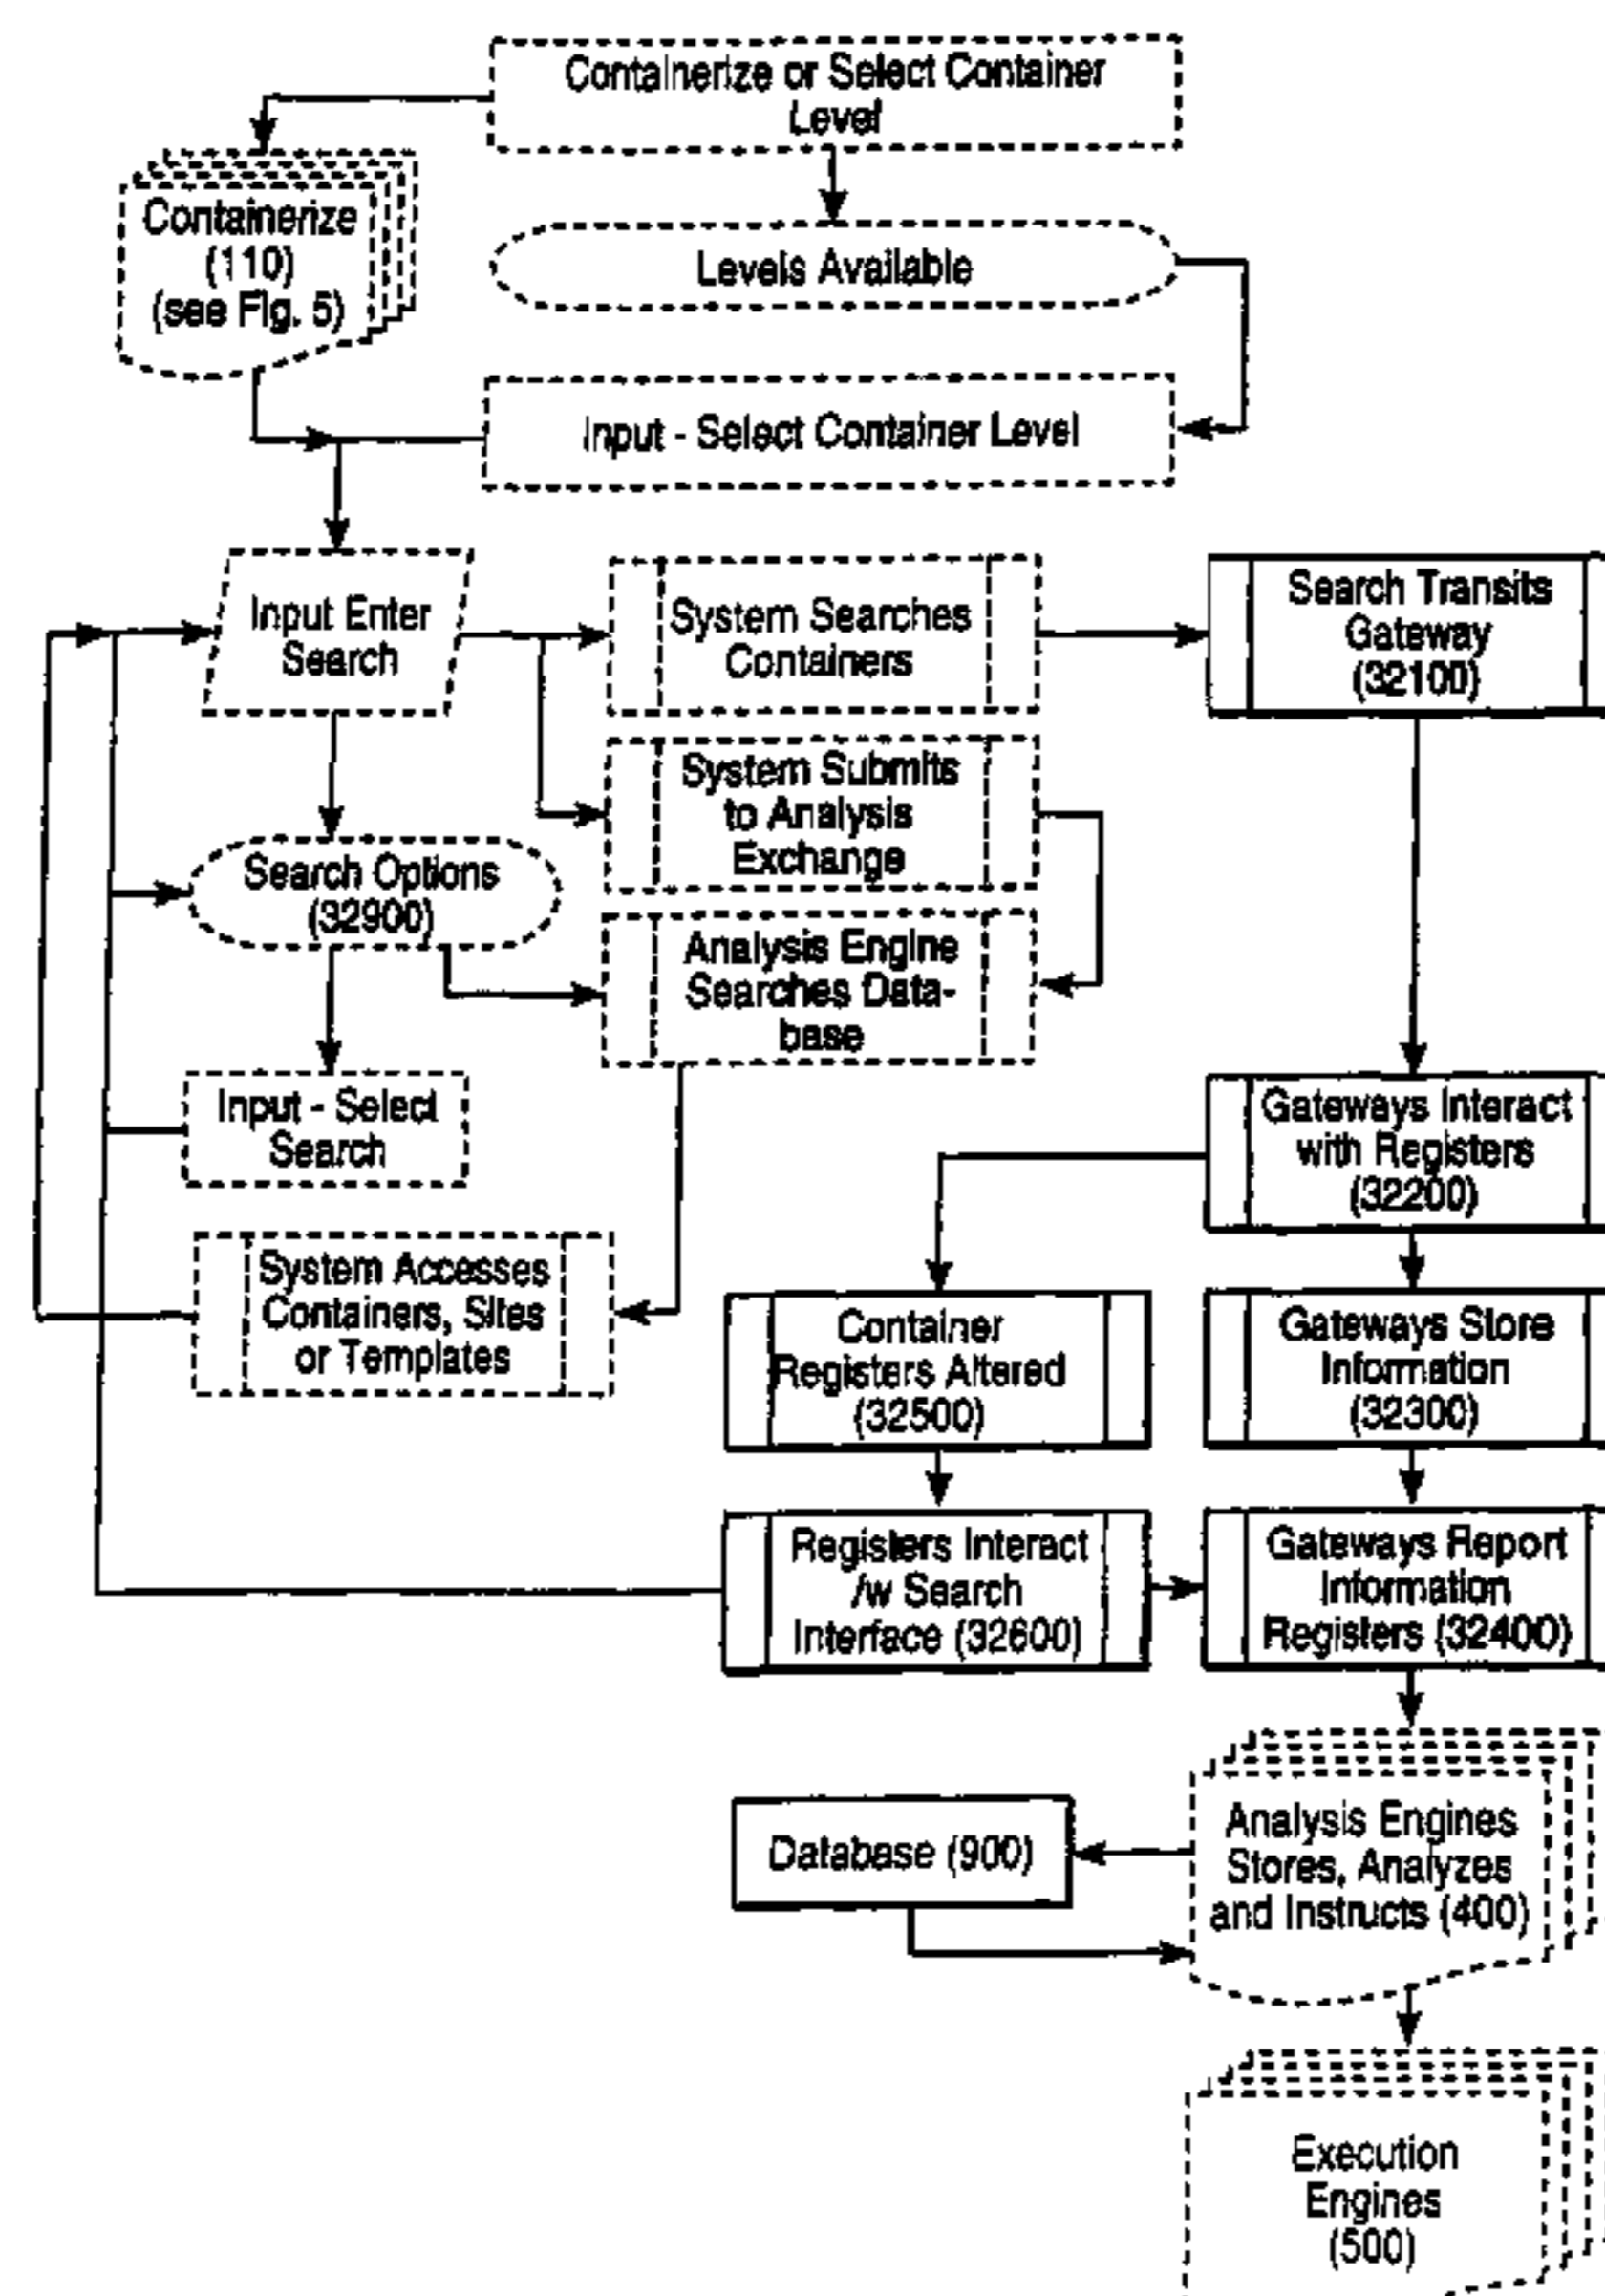 Containerize or Select Container
Level
Containerize
(110)
(see Fig. 5)
Levels Available
Input - Select Container Level
Input Enter
Search
System Searches
Containers
Search Transits
Gateway
(32100)
System Submits
to Analysis
Exchange
Search Options
(32900)
Analysis Engine
Searches Data-
base
Input - Select
Search
Gateways Interact
with Registers
(32200)
System Accesses
Containers, Sites
or Templates
Container
Registers Altered
(32500)
Gateways Store
Information
(32300)
Registers Interact
/w Search
Interface (32600)
Gateways Report
Information
Registers (32400)
Database (900)
Analysis Engines
Stores, Analyzes
and Instructs (400)
Execution
Engines
(500)